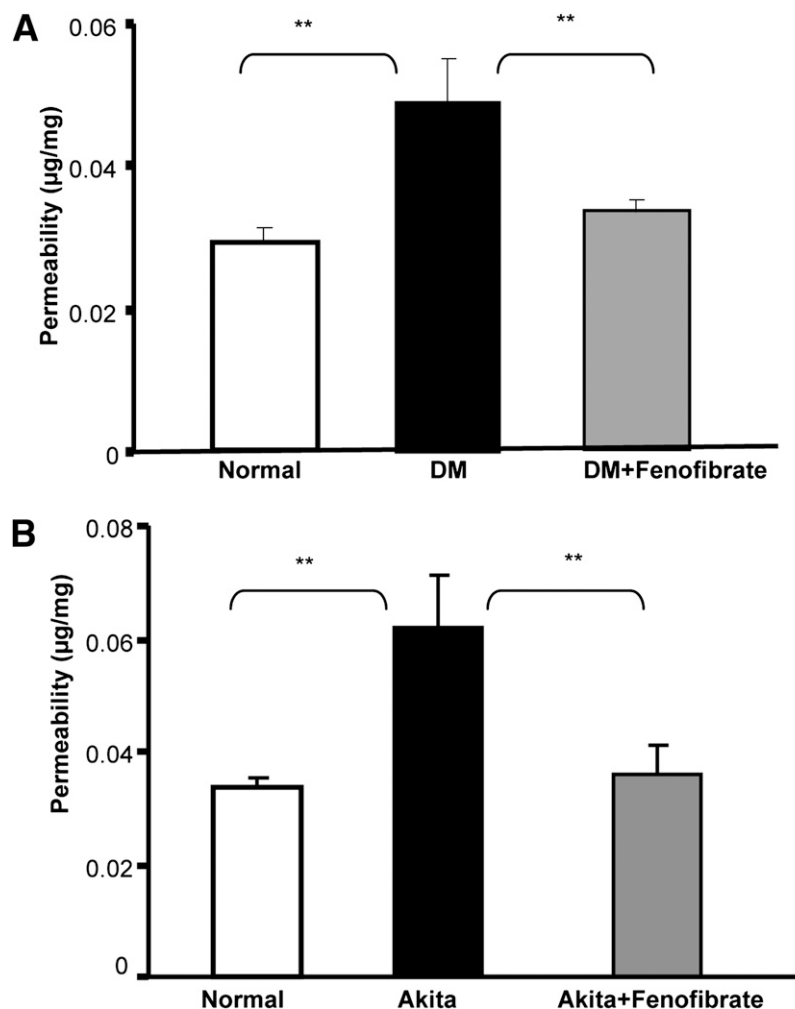 A
** **
0.06
0.04
0.02
0
Permeability (µg/mg)
Normal DM DM+Fenofibrate
B
** **
0.08
0.06
0.04
0.02
0
Permeability (µg/mg)
Normal Akita Akita+Fenofibrate